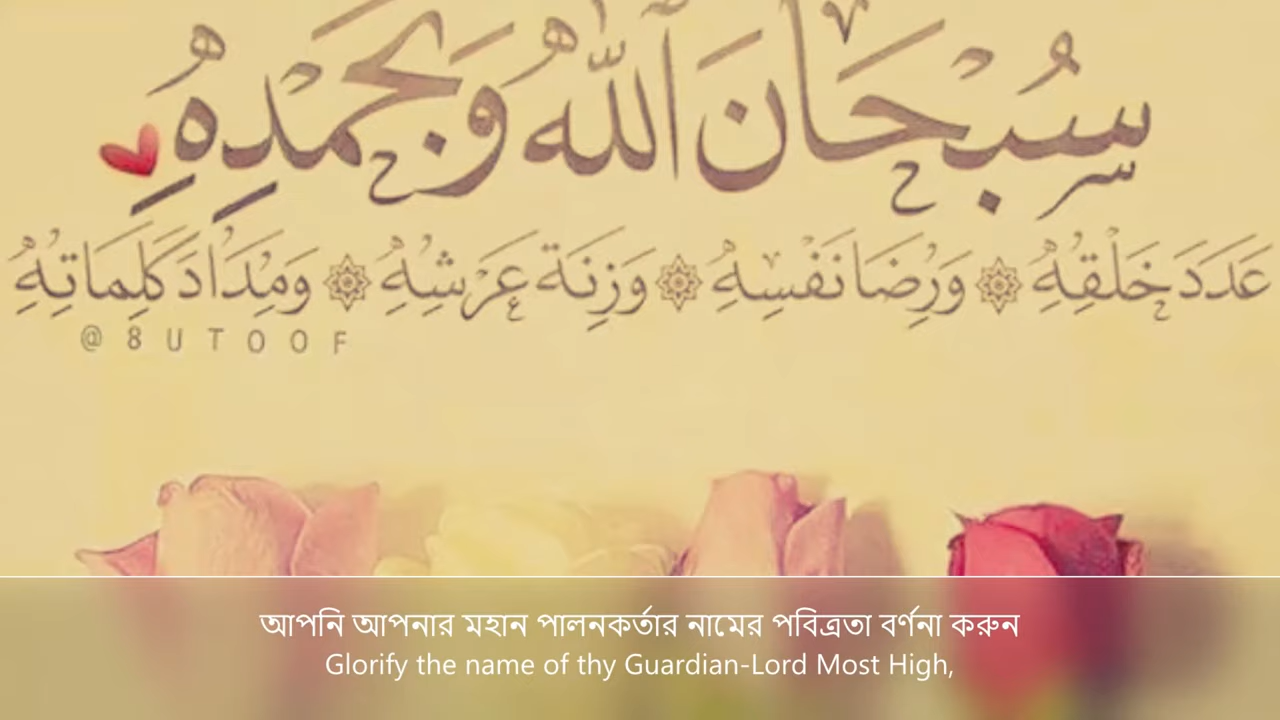 سُبْحَانَ اللّٰهِ وَبِحَمْدِهِ
عَدَدَ خَلْقِهِ ۞ وَرِضَا نَفْسِهِ ۞ وَزِنَةَ عَرْشِهِ ۞ وَمِدَادَ كَلِمَاتِهِ
@8UTOOF
আপনি আপনার মহান পালনকর্তার নামের পবিত্রতা বর্ণনা করুন
Glorify the name of thy Guardian-Lord Most High,